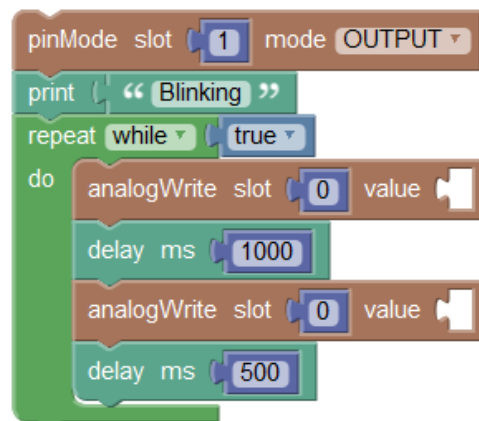 pinMode slot 1 mode OUTPUT
print “ Blinking ”
repeat while true
do analogWrite slot 0 value
delay ms 1000
analogWrite slot 0 value
delay ms 500